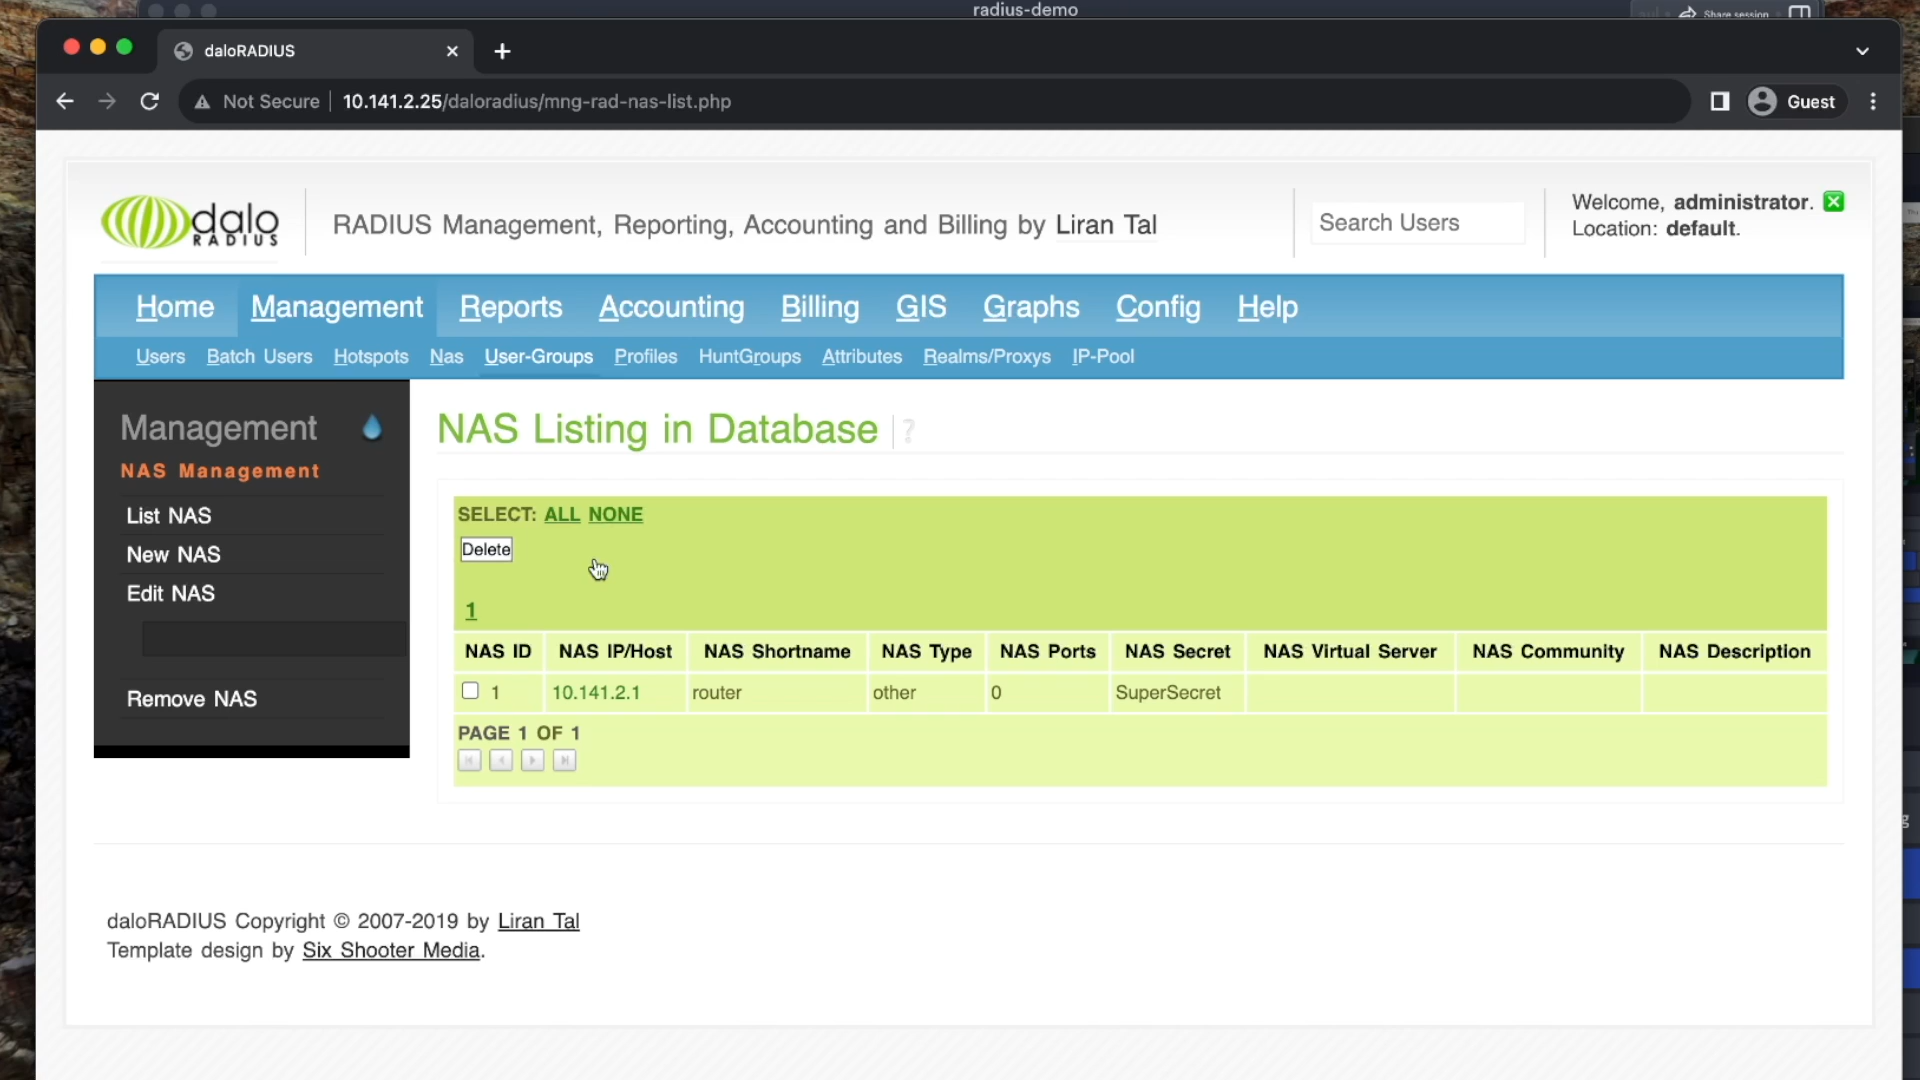 radius-demo
Share session
daloRADIUS
Not Secure 10.141.2.25/daloradius/mng-rad-nas-list.php
Guest
dalo RADIUS
RADIUS Management, Reporting, Accounting and Billing by Liran Tal
Search Users
Welcome, administrator.
Location: default.
Home Management Reports Accounting Billing GIS Graphs Config Help
Users Batch Users Hotspots Nas User-Groups Profiles HuntGroups Attributes Realms/Proxys IP-Pool
Management
NAS Management
List NAS
New NAS
Edit NAS
Remove NAS
NAS Listing in Database ?
SELECT: ALL NONE
Delete
1
NAS ID NAS IP/Host NAS Shortname NAS Type NAS Ports NAS Secret NAS Virtual Server NAS Community NAS Description
1 10.141.2.1 router other 0 SuperSecret
PAGE 1 OF 1
daloRADIUS Copyright © 2007-2019 by Liran Tal
Template design by Six Shooter Media.